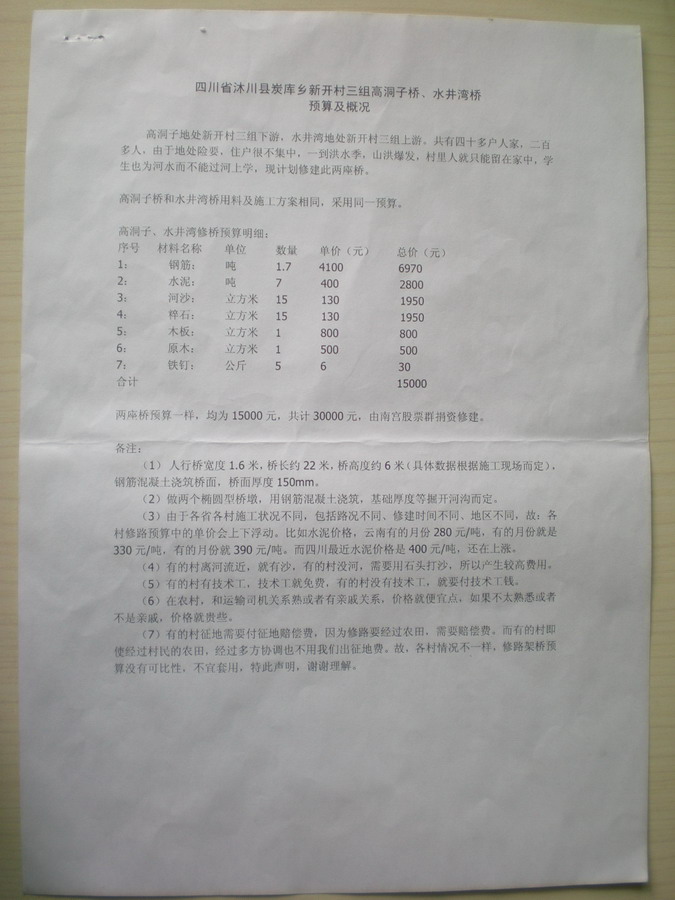 四川省沐川县炭库乡新开村三组高洞子桥、水井湾桥
预算及概况
高洞子地处新开村三组下游，水井湾地处新开村三组上游，共有四十多户人家，二百
多人，由于地处险要，住户很不集中，一到洪水季，山洪爆发，村里人就只能留在家中，学
生也为河水而不能过河上学，现计划修建此两座桥。
高洞子桥和水井湾桥用料及施工方案相同，采用同一预算。
高洞子、水井湾修桥预算明细：
序号 材料名称 单位 数量 单价（元） 总价（元）
1： 钢筋： 吨 1.7 4100 6970
2： 水泥： 吨 7 400 2800
3： 河沙： 立方米 15 130 1950
4： 碎石： 立方米 15 130 1950
5： 木板： 立方米 1 800 800
6： 原木： 立方米 1 500 500
7： 铁钉： 公斤 5 6 30
合计 15000
两座桥预算一样，均为 15000 元，共计 30000 元，由南宫股票群捐资修建。
备注：
（1）人行桥宽度 1.6 米，桥长约 22 米，桥高度约 6 米（具体数据根据施工现场而定），
钢筋混凝土浇筑桥面，桥面厚度 150mm。
（2）做两个椭圆型桥墩，用钢筋混凝土浇筑，基础厚度等掘开河沟而定。
（3）由于各省各村施工状况不同，包括路况不同、修建时间不同、地区不同，故：各
村修路预算中的单价会上下浮动。比如水泥价格，云南有的月份 280 元/吨，有的月份就是
330 元/吨，有的月份就 390 元/吨。而四川最近水泥价格是 400 元/吨，还在上涨。
（4）有的村离河流近，就有沙，有的村没河，需要用石头打沙，所以产生较高费用。
（5）有的村有技术工，技术工就免费，有的村没有技术工，就要付技术工钱。
（6）在农村，和运输司机关系熟或者有亲戚关系，价格就便宜点，如果不太熟悉或者
不是亲戚，价格就贵些。
（7）有的村征地需要付征地赔偿费，因为修路要经过农田，需要赔偿费。而有的村即
使经过村民的农田，经过多方协调也不用我们出征地费。故，各村情况不一样，修路架桥预
算没有可比性，不宜套用，特此声明，谢谢理解。